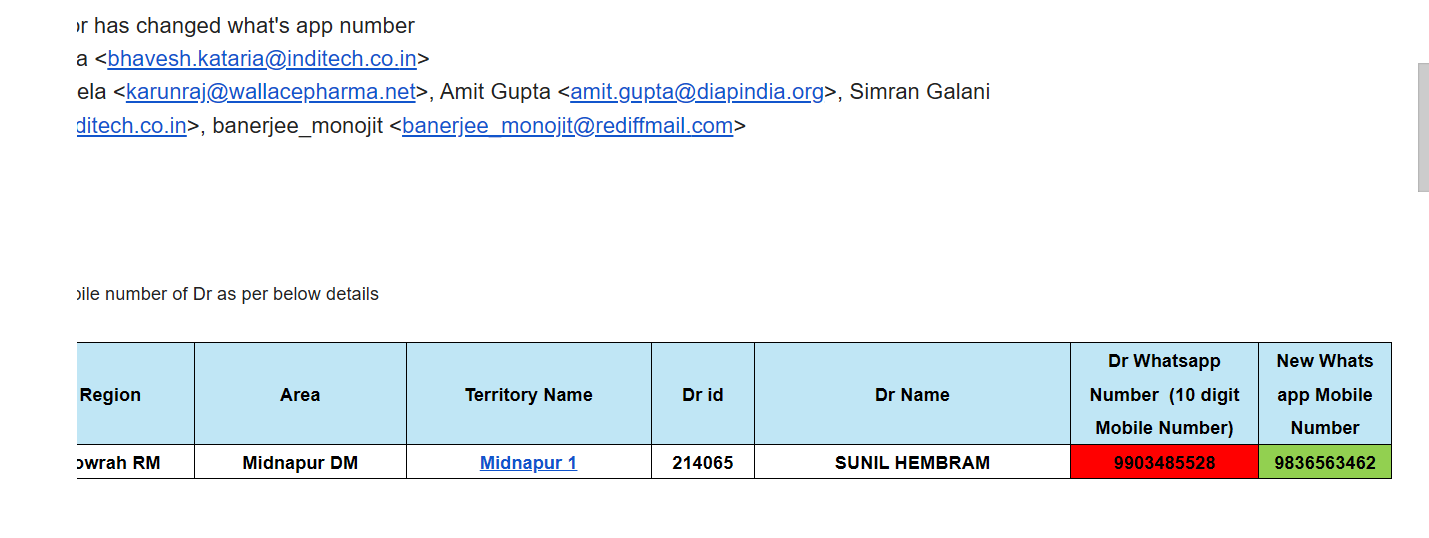 or has changed what's app number
a <bhavesh.kataria@inditech.co.in>
ela <karunraj@wallacepharma.net>, Amit Gupta <amit.gupta@diapindia.org>, Simran Galani
ditech.co.in>, banerjee_monojit <banerjee_monojit@rediffmail.com>
number of Dr as per below details
Region Area Territory Name Dr id Dr Name Dr Whatsapp Number (10 digit Mobile Number) New Whats app Mobile Number
owrah RM Midnapur DM Midnapur 1 214065 SUNIL HEMBRAM 9903485528 9836563462